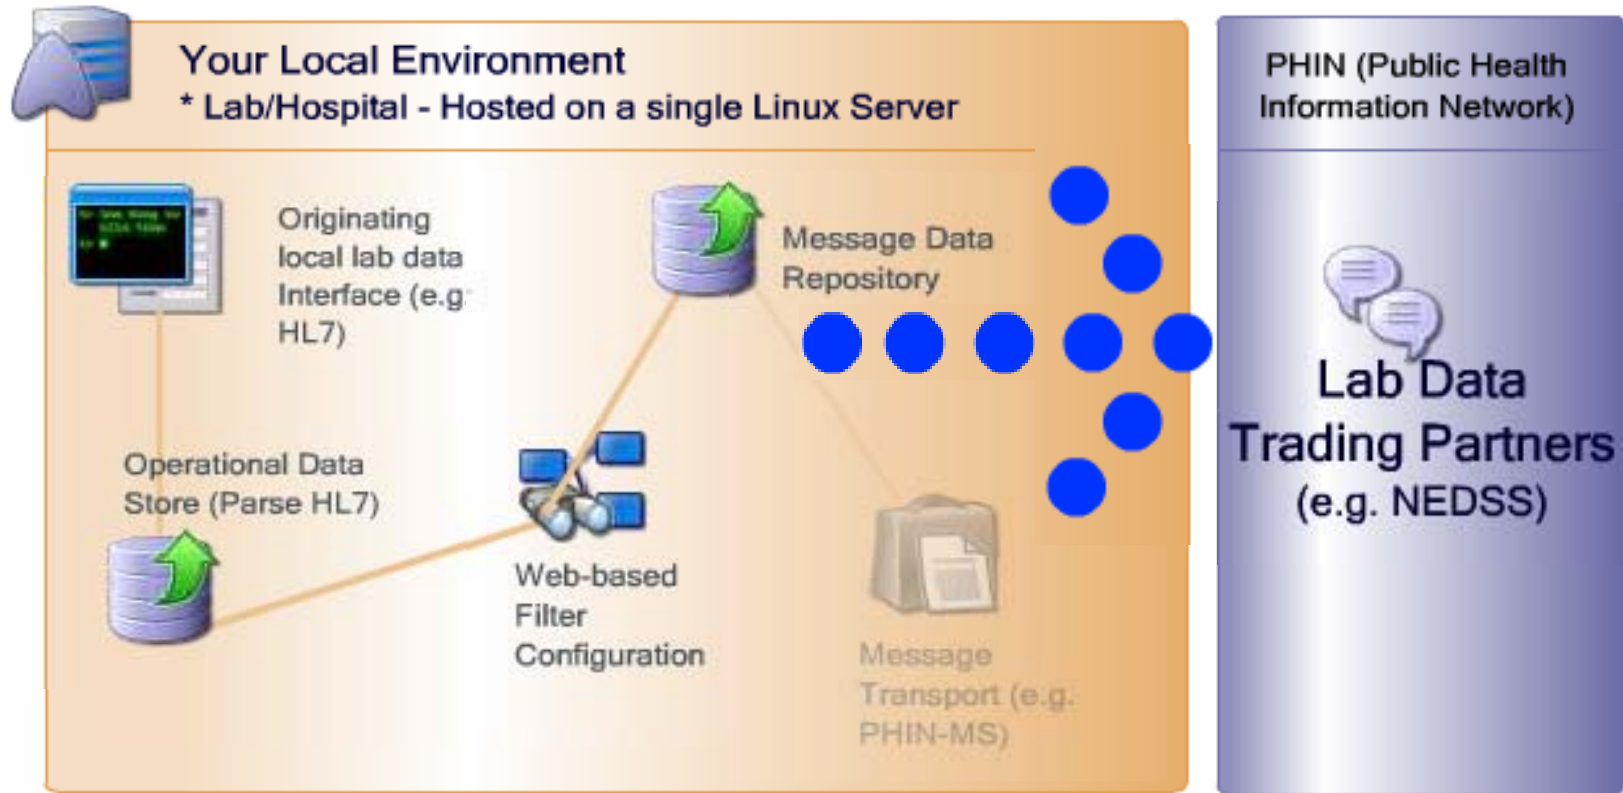 Your Local Environment
* Lab/Hospital - Hosted on a single Linux Server
PHIN (Public Health
Information Network)
Originating
local lab data
Interface (e.g
HL7)
Message Data
Repository
Operational Data
Store (Parse HL7)
Web-based
Filter
Configuration
Message
Transport (e.g.
PHIN-MS)
Lab Data
Trading Partners
(e.g. NEDSS)